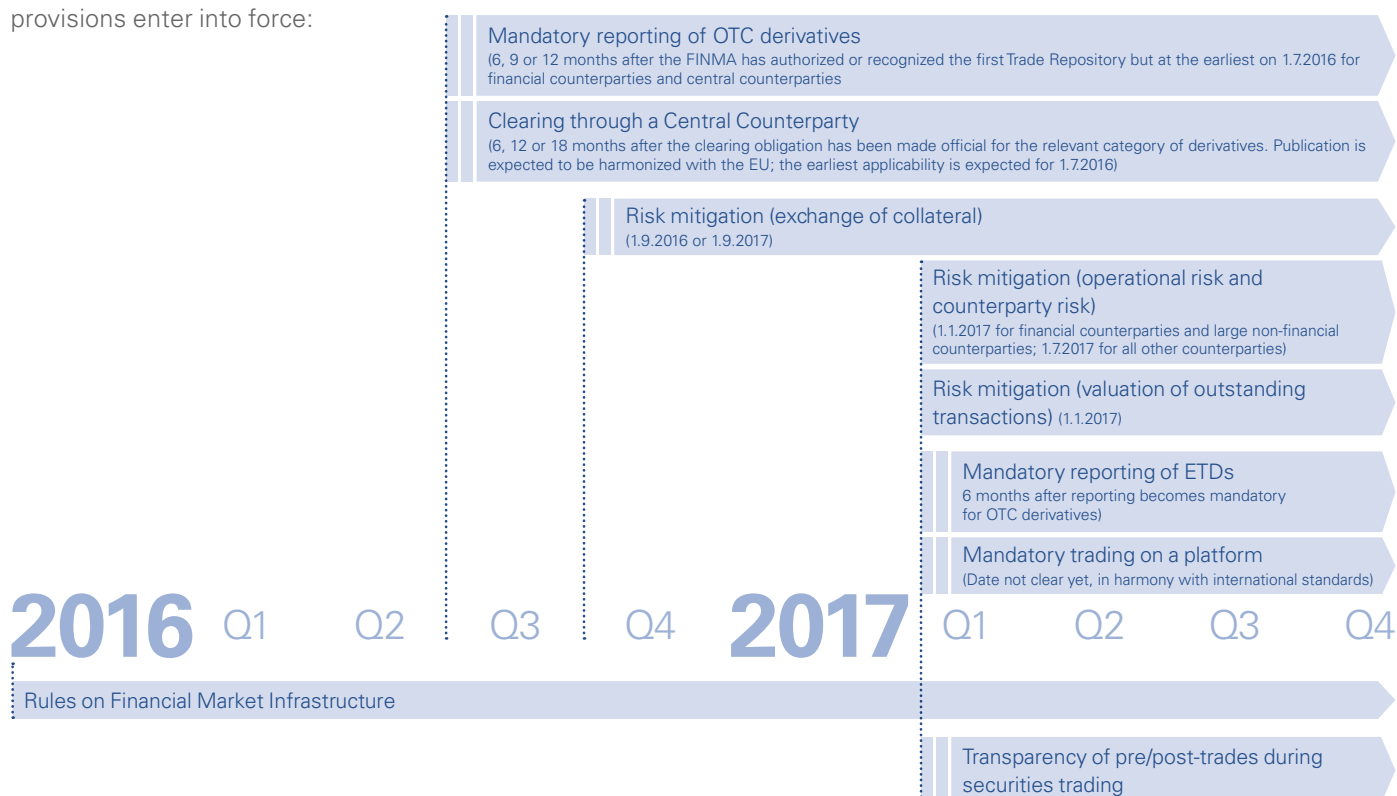 provisions enter into force:
Mandatory reporting of OTC derivatives
(6, 9 or 12 months after the FINMA has authorized or recognized the first Trade Repository but at the earliest on 1.7.2016 for
financial counterparties and central counterparties
Clearing through a Central Counterparty
(6, 12 or 18 months after the clearing obligation has been made official for the relevant category of derivatives. Publication is
expected to be harmonized with the EU; the earliest applicability is expected for 1.7.2016)
Risk mitigation (exchange of collateral)
(1.9.2016 or 1.9.2017)
Risk mitigation (operational risk and
counterparty risk)
(1.1.2017 for financial counterparties and large non-financial
counterparties; 1.7.2017 for all other counterparties)
Risk mitigation (valuation of outstanding
transactions) (1.1.2017)
Mandatory reporting of ETDs
6 months after reporting becomes mandatory
for OTC derivatives)
Mandatory trading on a platform
(Date not clear yet, in harmony with international standards)
2016 Q1 Q2 Q3 Q4 2017 Q1 Q2 Q3 Q4
Rules on Financial Market Infrastructure
Transparency of pre/post-trades during
securities trading